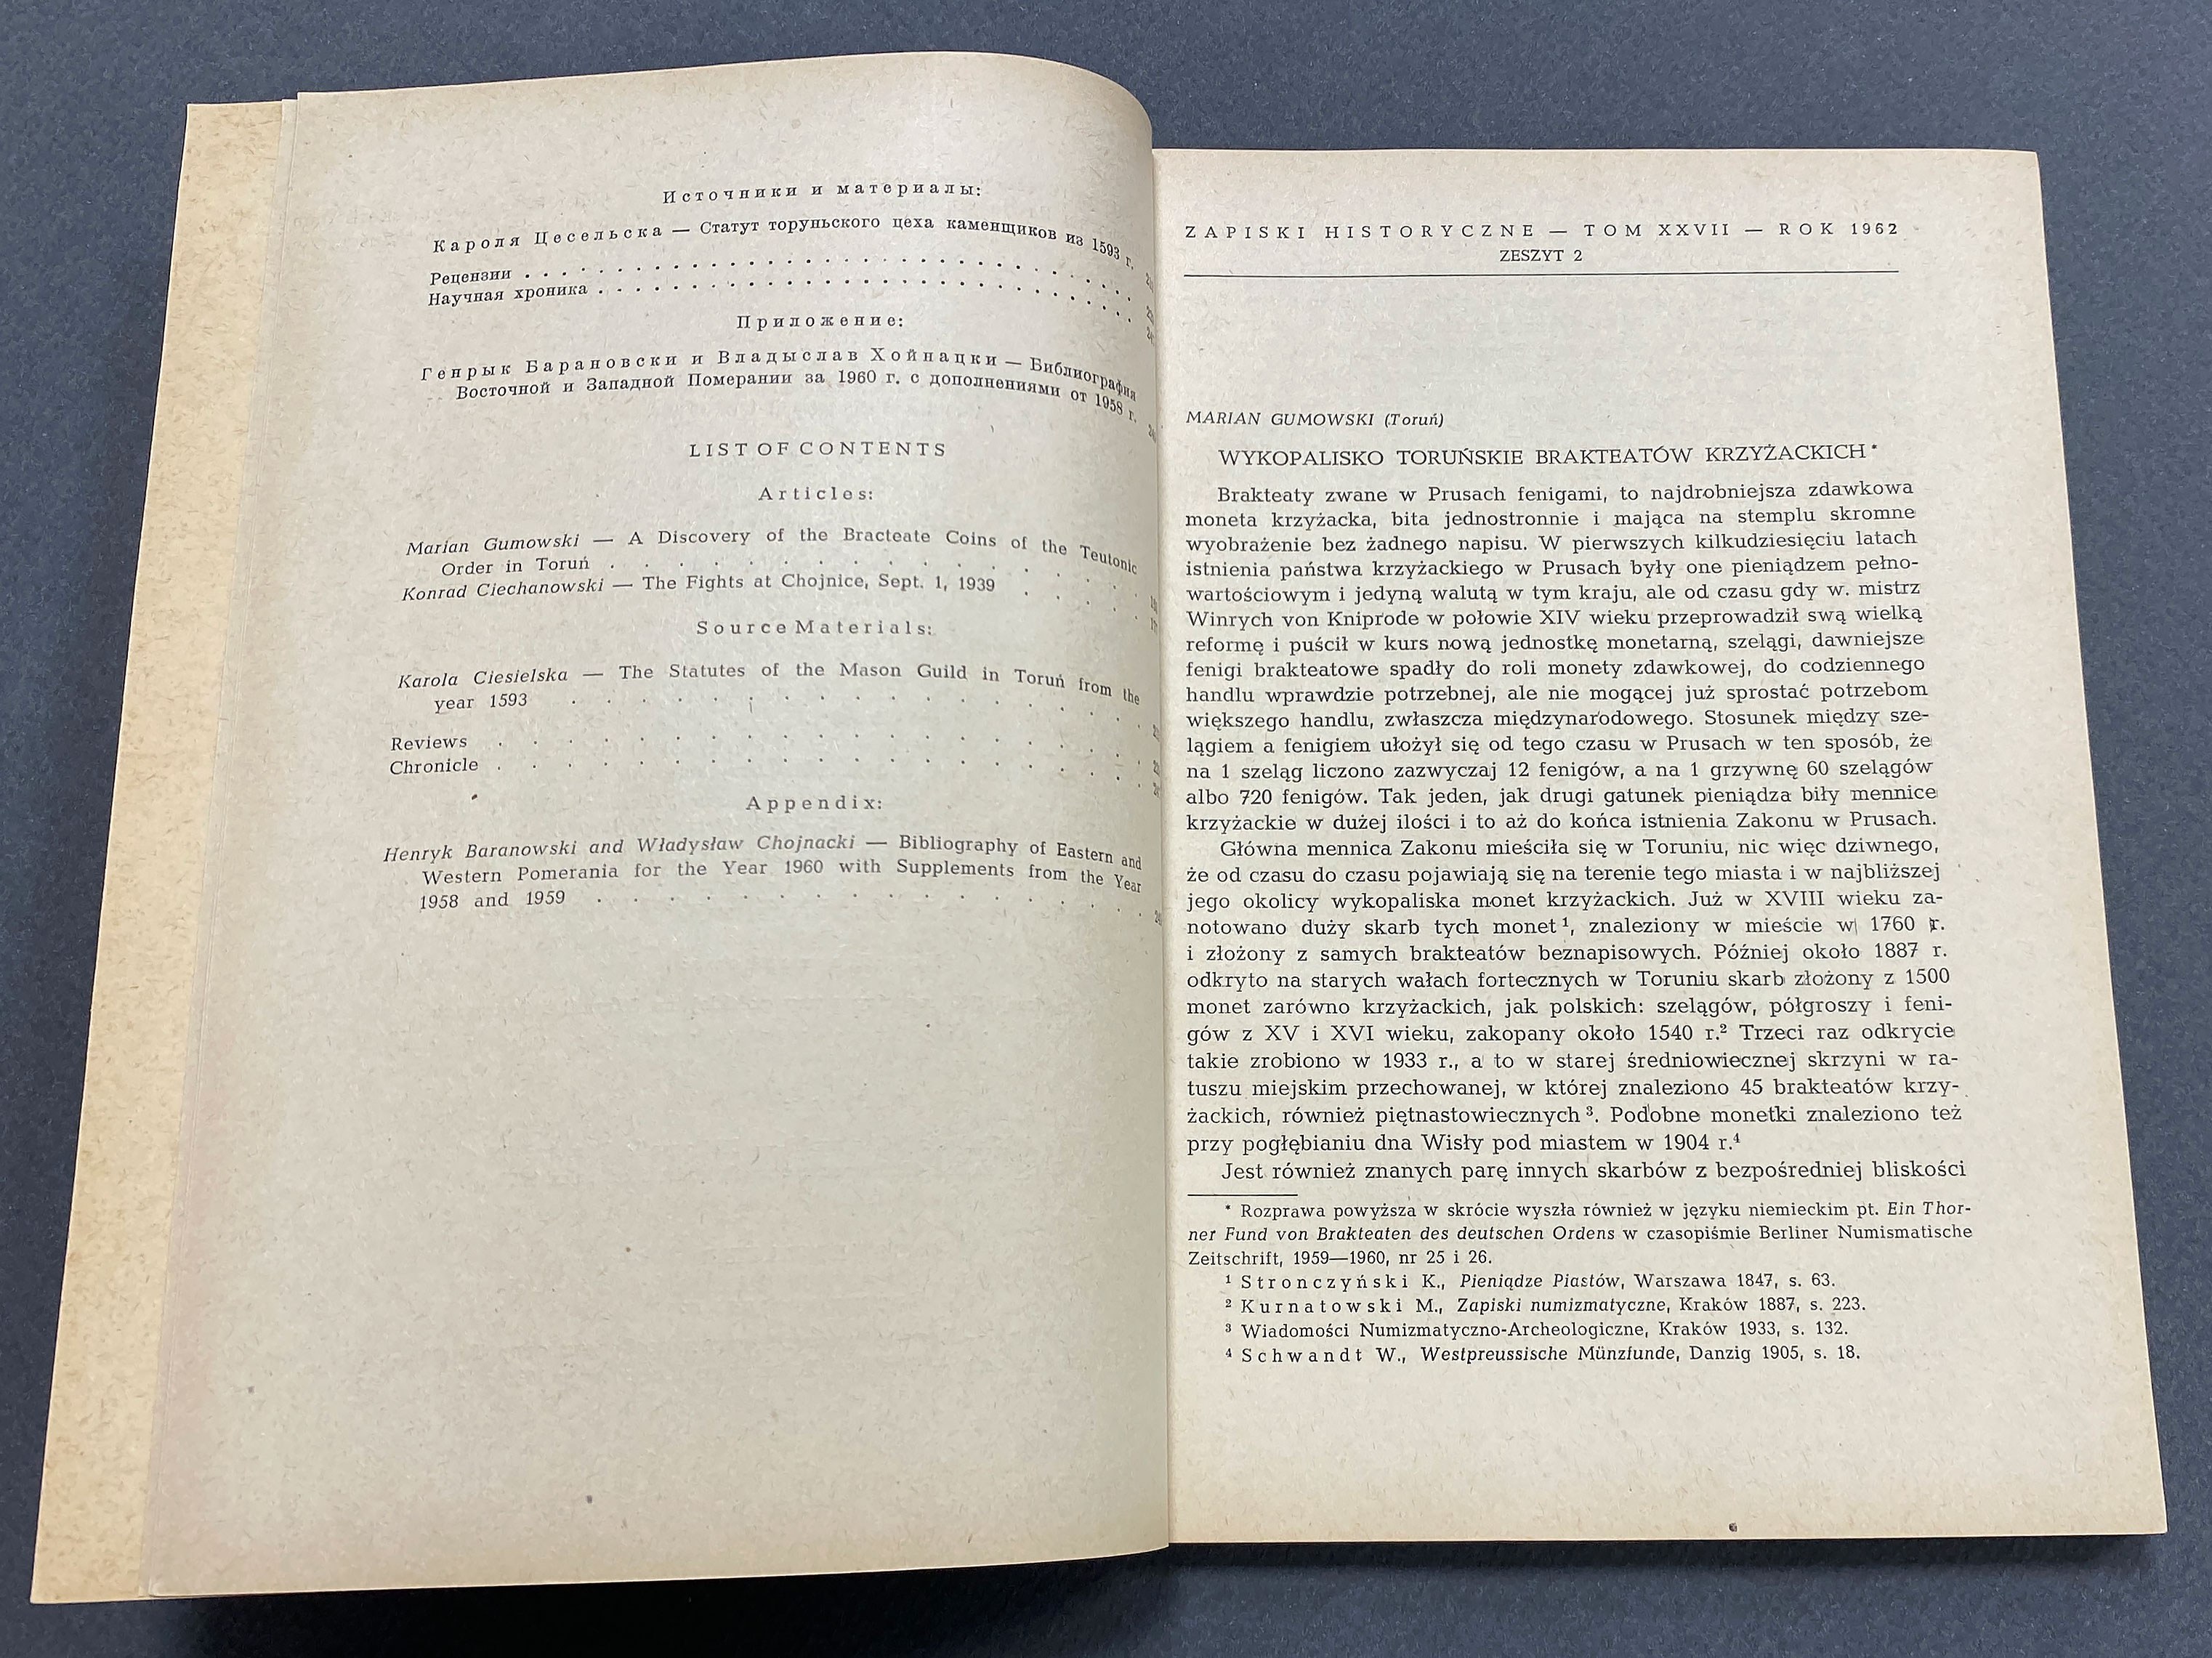 Источники и материалы:
Кароля Цесельска — Статут торуньского цеха каменщиков из 1593 г.
Рецензии . . . . . . . . . . . . . . . . . . . . . . . . . .
Научная хроника . . . . . . . . . . . . . . . . . . . . . .
Приложение:
Генрык Барановски и Владыслав Хойнацки — Библиография
Восточной и Западной Померании за 1960 г. с дополнениями от 1958 г.
LIST OF CONTENTS
Articles:
Marian Gumowski — A Discovery of the Bracteate Coins of the Teutonic
Order in Toruń . . . . . . . . . . . . . .
Konrad Ciechanowski — The Fights at Chojnice, Sept. 1, 1939 . . . .
Source Materials:
Karola Ciesielska — The Statutes of the Mason Guild in Toruń from the
year 1593 . . . . . . . . . . . . . . . .
Reviews . . . . . . . . . . . . . . . . . .
Chronicle . . . . . . . . . . . . . . . . . .
Appendix:
Henryk Baranowski and Władysław Chojnacki — Bibliography of Eastern and
Western Pomerania for the Year 1960 with Supplements from the Year
1958 and 1959 . . . . . . . . . . . . . .
ZAPISKI HISTORYCZNE — TOM XXVII — ROK 1962
ZESZYT 2
MARIAN GUMOWSKI (Toruń)
WYKOPALISKO TORUŃSKIE BRAKTEATÓW KRZYŻACKICH *
Brakteaty zwane w Prusach fenigami, to najdrobniejsza zdawkowa
moneta krzyżacka, bita jednostronnie i mająca na stemplu skromne
wyobrażenie bez żadnego napisu. W pierwszych kilkudziesięciu latach
istnienia państwa krzyżackiego w Prusach były one pieniądzem pełno-
wartościowym i jedyną walutą w tym kraju, ale od czasu gdy w. mistrz
Winrych von Kniprode w połowie XIV wieku przeprowadził swą wielką
reformę i puścił w kurs nową jednostkę monetarną, szelągi, dawniejsze
fenigi brakteatowe spadły do roli monety zdawkowej, do codziennego
handlu wprawdzie potrzebnej, ale nie mogącej już sprostać potrzebom
większego handlu, zwłaszcza międzynarodowego. Stosunek między sze-
lągiem a fenigiem ułożył się od tego czasu w Prusach w ten sposób, że
na 1 szeląg liczono zazwyczaj 12 fenigów, a na 1 grzywnę 60 szelągów
albo 720 fenigów. Tak jeden, jak drugi gatunek pieniądza biły mennice
krzyżackie w dużej ilości i to aż do końca istnienia Zakonu w Prusach.
Główna mennica Zakonu mieściła się w Toruniu, nic więc dziwnego,
że od czasu do czasu pojawiają się na terenie tego miasta i w najbliższej
jego okolicy wykopaliska monet krzyżackich. Już w XVIII wieku za-
notowano duży skarb tych monet ¹, znaleziony w mieście w 1760 r.
i złożony z samych brakteatów beznapisowych. Później około 1887 r.
odkryto na starych wałach fortecznych w Toruniu skarb złożony z 1500
monet zarówno krzyżackich, jak polskich: szelągów, półgroszy i feni-
gów z XV i XVI wieku, zakopany około 1540 r.² Trzeci raz odkrycie
takie zrobiono w 1933 r., a to w starej średniowiecznej skrzyni w ra-
tuszu miejskim przechowanej, w której znaleziono 45 brakteatów krzy-
żackich, również piętnastowiecznych ³. Podobne monetki znaleziono też
przy pogłębianiu dna Wisły pod miastem w 1904 r.⁴
Jest również znanych parę innych skarbów z bezpośredniej bliskości
* Rozprawa powyższa w skrócie wyszła również w języku niemieckim pt. Ein Thor-
ner Fund von Brakteaten des deutschen Ordens w czasopiśmie Berliner Numismatische
Zeitschrift, 1959—1960, nr 25 i 26.
¹ Stronczyński K., Pieniądze Piastów, Warszawa 1847, s. 63.
² Kurnatowski M., Zapiski numizmatyczne, Kraków 1887, s. 223.
³ Wiadomości Numizmatyczno-Archeologiczne, Kraków 1933, s. 132.
⁴ Schwandt W., Westpreussische Münzfunde, Danzig 1905, s. 18.